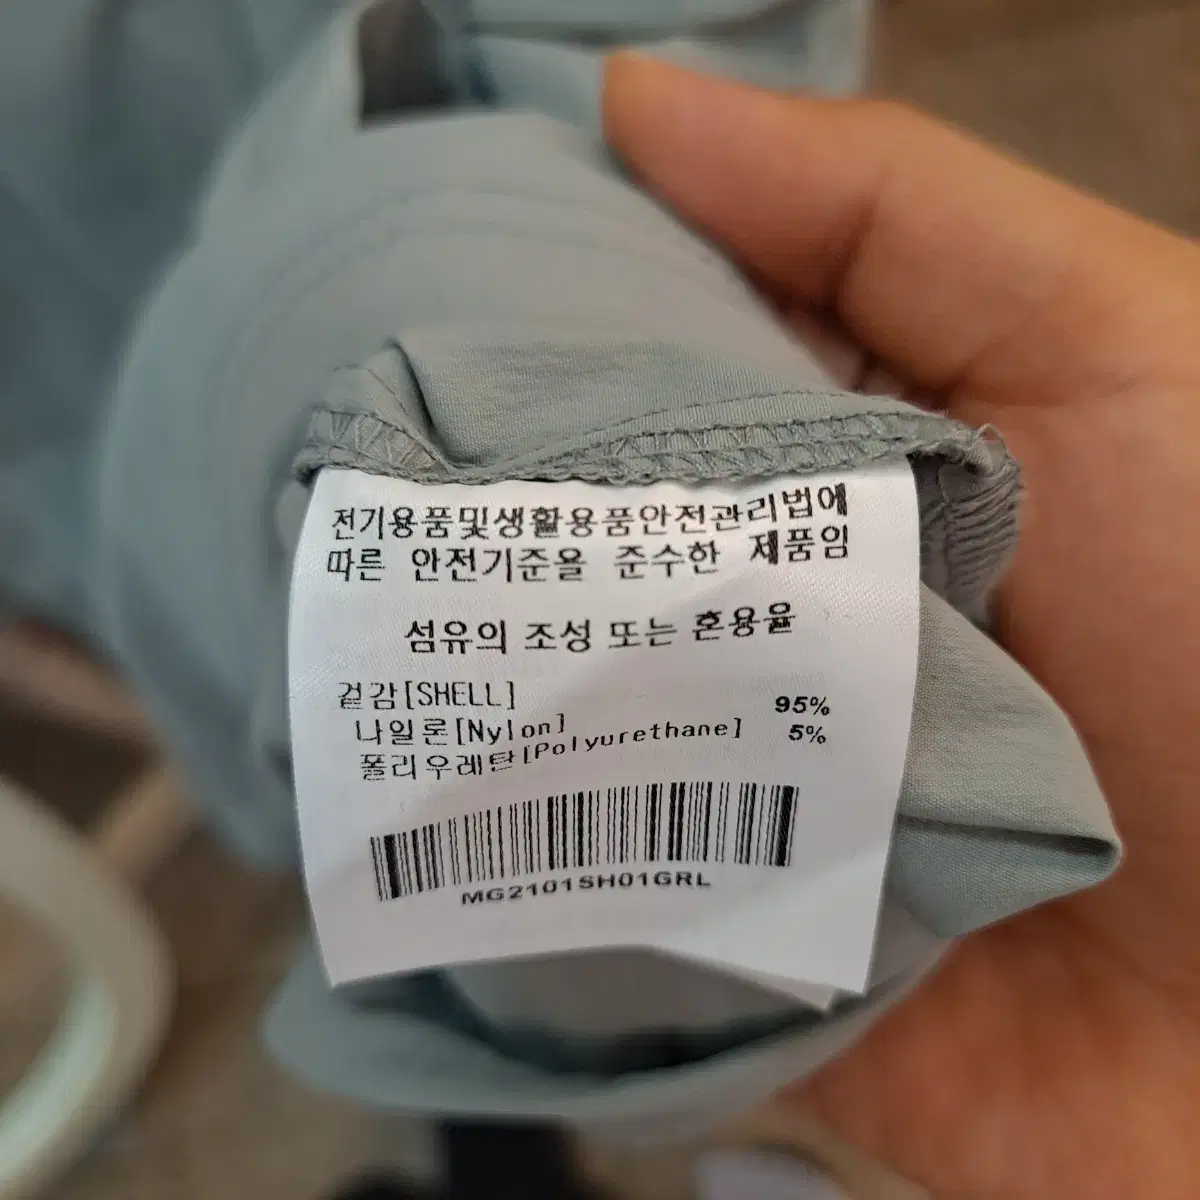 전기용품및생활용품안전관리법에
따른 안전기준을 준수한 제품임
섬유의 조성 또는 혼용율
겉감[SHELL]
나일론[Nylon] 95%
폴리우레탄[Polyurethane] 5%
MG2101SH01GRL